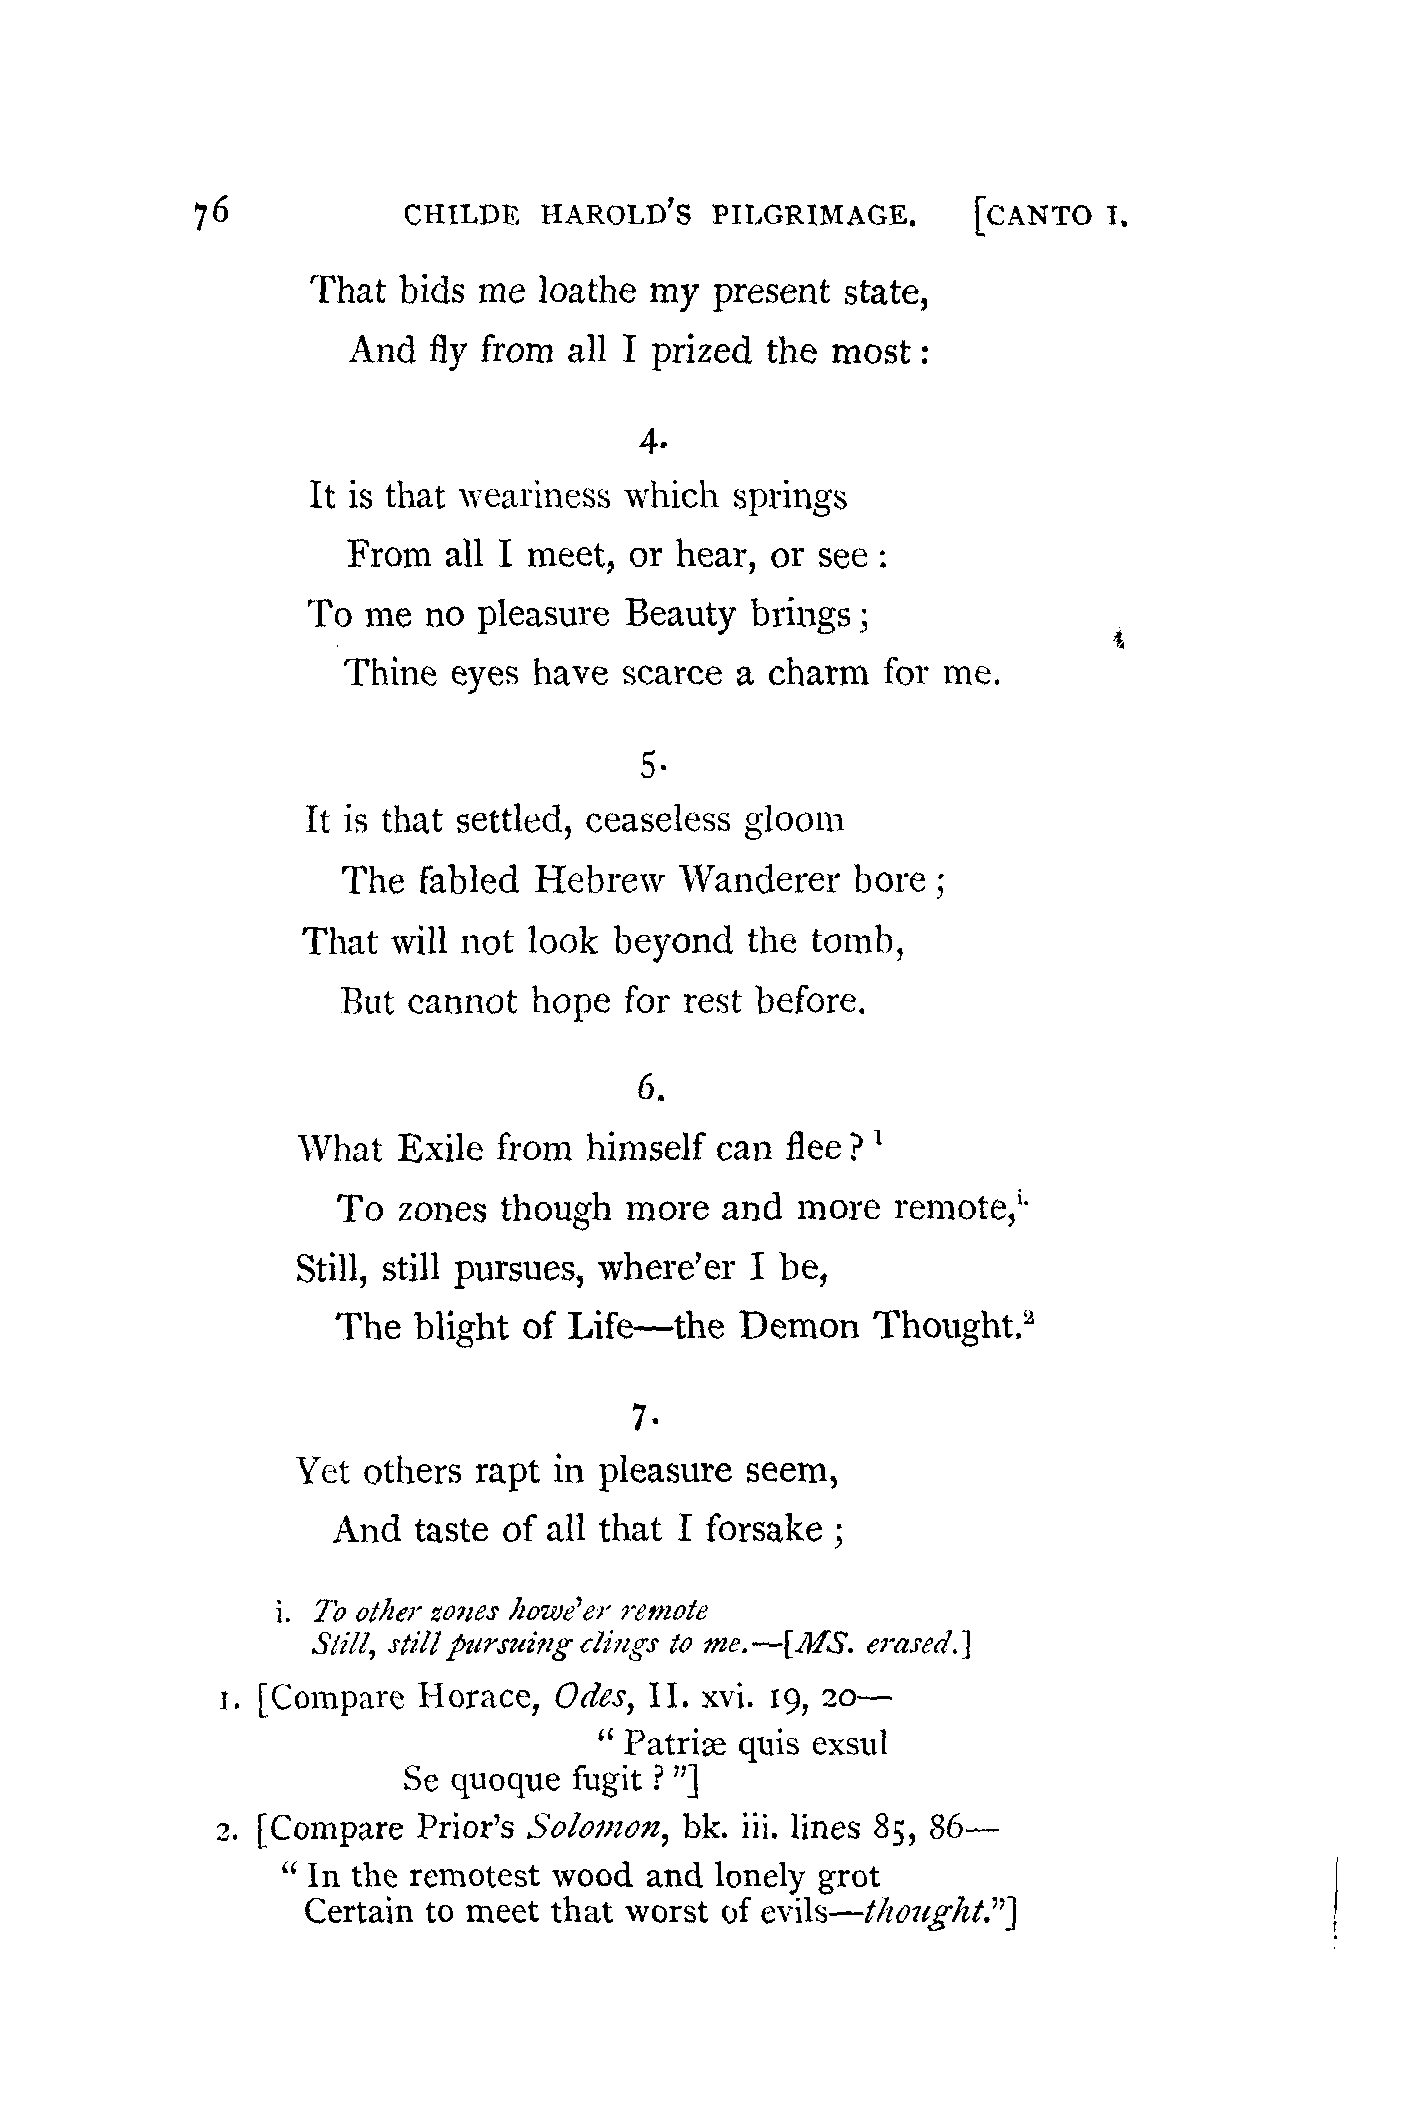 76 CHILDE HAROLD'S PILGRIMAGE. [CANTO I.
That bids me loathe my present state,
And fly from all I prized the most :
4.
It is that weariness which springs
From all I meet, or hear, or see :
To me no pleasure Beauty brings ;
Thine eyes have scarce a charm for me.
5.
It is that settled, ceaseless gloom
The fabled Hebrew Wanderer bore ;
That will not look beyond the tomb,
But cannot hope for rest before.
6.
What Exile from himself can flee ? ¹
To zones though more and more remote,ⁱ·
Still, still pursues, where'er I be,
The blight of Life—the Demon Thought.²
7.
Yet others rapt in pleasure seem,
And taste of all that I forsake ;
i. To other zones howe'er remote
Still, still pursuing clings to me.—[MS. erased.]
1. [Compare Horace, Odes, II. xvi. 19, 20—
" Patriæ quis exsul
Se quoque fugit ? "]
2. [Compare Prior's Solomon, bk. iii. lines 85, 86—
" In the remotest wood and lonely grot
Certain to meet that worst of evils—thought."]